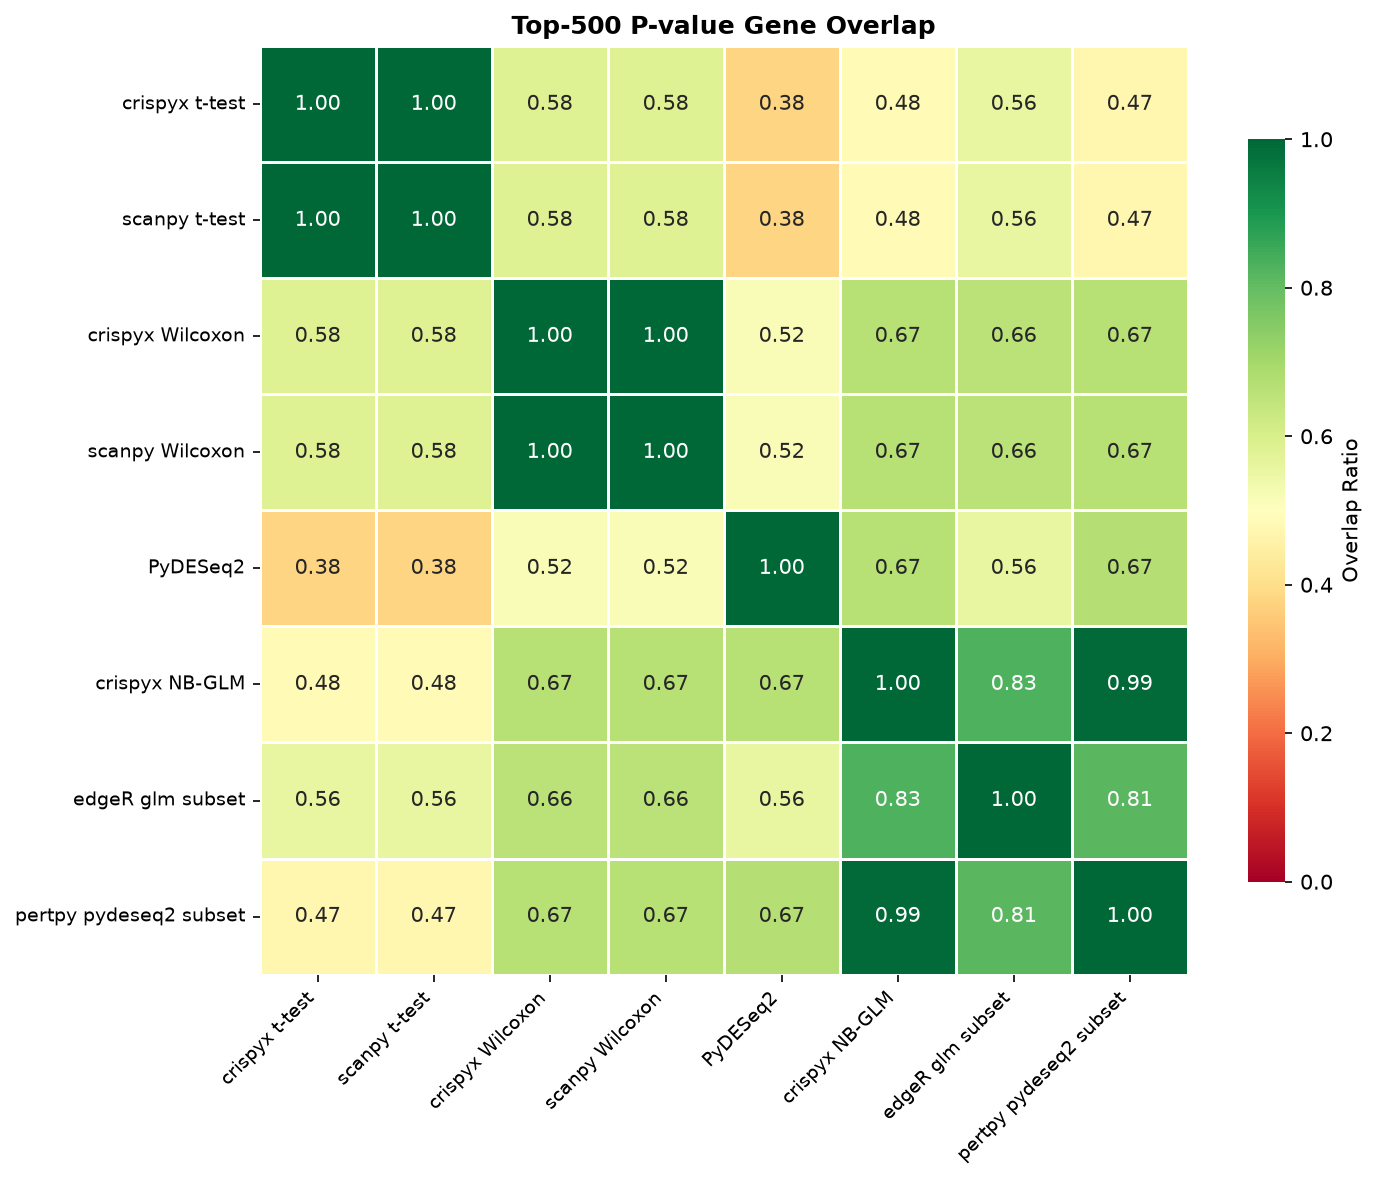 Top-500 P-value Gene Overlap
crispyx t-test 1.00 1.00 0.58 0.58 0.38 0.48 0.56 0.47
scanpy t-test 1.00 1.00 0.58 0.58 0.38 0.48 0.56 0.47
crispyx Wilcoxon 0.58 0.58 1.00 1.00 0.52 0.67 0.66 0.67
scanpy Wilcoxon 0.58 0.58 1.00 1.00 0.52 0.67 0.66 0.67
PyDESeq2 0.38 0.38 0.52 0.52 1.00 0.67 0.56 0.67
crispyx NB-GLM 0.48 0.48 0.67 0.67 0.67 1.00 0.83 0.99
edgeR glm subset 0.56 0.56 0.66 0.66 0.56 0.83 1.00 0.81
pertpy pydeseq2 subset 0.47 0.47 0.67 0.67 0.67 0.99 0.81 1.00
crispyx t-test
scanpy t-test
crispyx Wilcoxon
scanpy Wilcoxon
PyDESeq2
crispyx NB-GLM
edgeR glm subset
pertpy pydeseq2 subset
1.0
0.8
0.6
0.4
0.2
0.0
Overlap Ratio